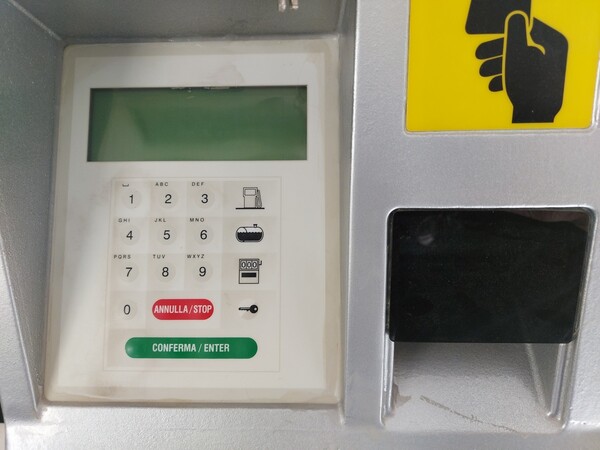 ABC DEF
1 2 3
GHI JKL MNO
4 5 6
PQRS TUV WXYZ
7 8 9
0 ANNULLA/STOP
CONFERMA / ENTER